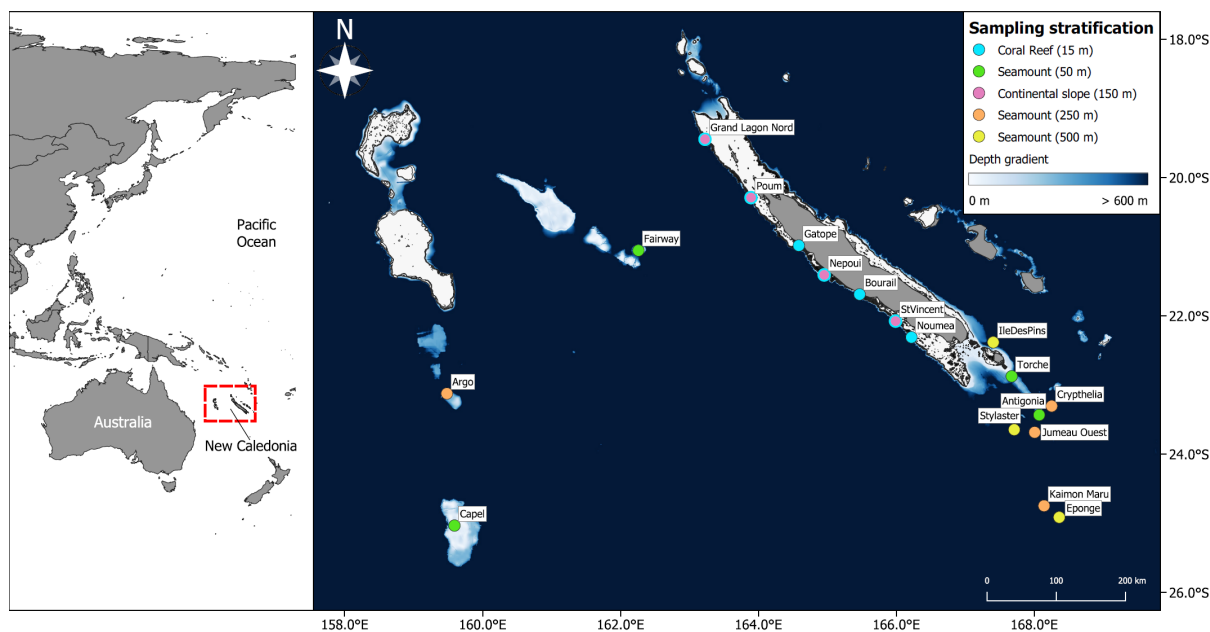 Pacific
Ocean
Australia
New Caledonia
N
Sampling stratification
Coral Reef (15 m)
Seamount (50 m)
Continental slope (150 m)
Seamount (250 m)
Seamount (500 m)
Depth gradient
0 m
> 600 m
Grand Lagon Nord
Poum
Gatope
Fairway
Nepoui
Bourail
StVincent
Noumea
IleDesPins
Torche
Argo
Crypthelia
Antigonia
Stylaster
Jumeau Ouest
Kaimon Maru
Eponge
Capel
0
100
200 km
18.0°S
20.0°S
22.0°S
24.0°S
26.0°S
158.0°E
160.0°E
162.0°E
164.0°E
166.0°E
168.0°E